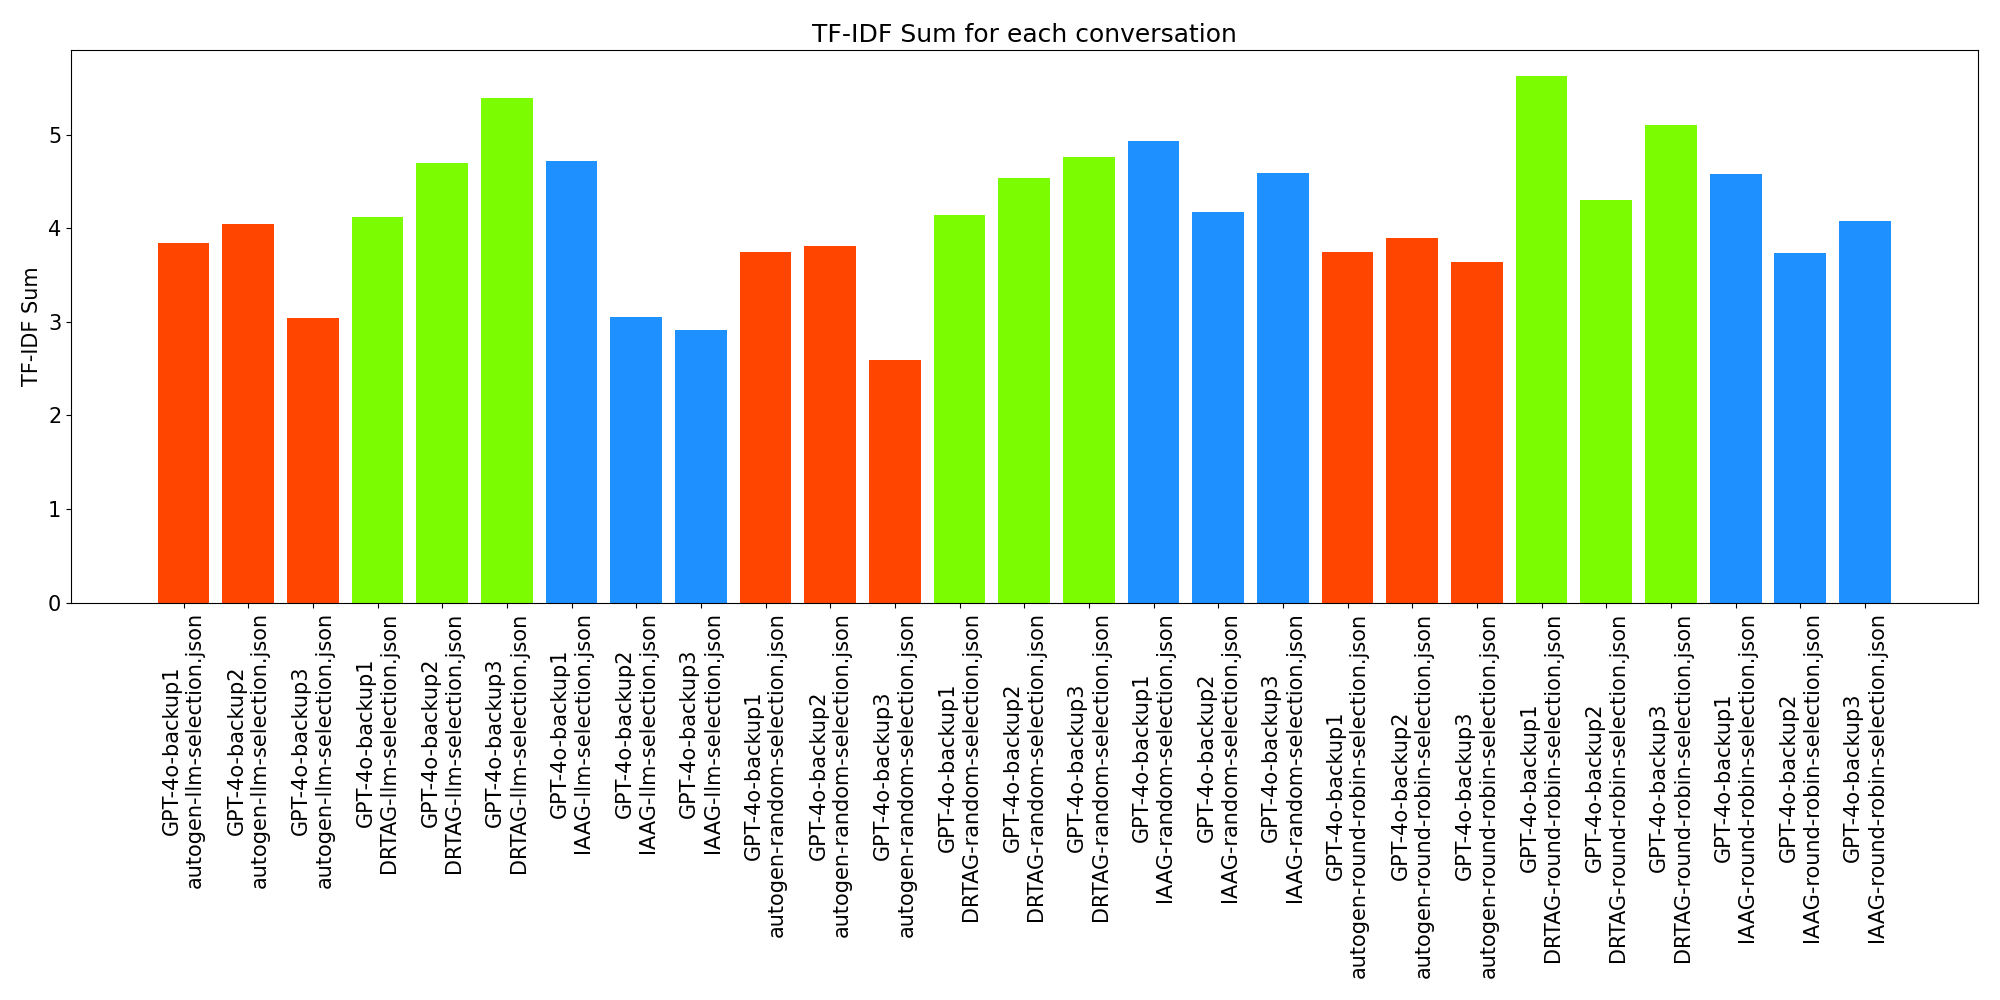 TF-IDF Sum for each conversation
TF-IDF Sum
5
4
3
2
1
0
GPT-4o-backup1
autogen-llm-selection.json
GPT-4o-backup2
autogen-llm-selection.json
GPT-4o-backup3
autogen-llm-selection.json
GPT-4o-backup1
DRTAG-llm-selection.json
GPT-4o-backup2
DRTAG-llm-selection.json
GPT-4o-backup3
DRTAG-llm-selection.json
GPT-4o-backup1
IAAG-llm-selection.json
GPT-4o-backup2
IAAG-llm-selection.json
GPT-4o-backup3
IAAG-llm-selection.json
GPT-4o-backup1
autogen-random-selection.json
GPT-4o-backup2
autogen-random-selection.json
GPT-4o-backup3
autogen-random-selection.json
GPT-4o-backup1
DRTAG-random-selection.json
GPT-4o-backup2
DRTAG-random-selection.json
GPT-4o-backup3
DRTAG-random-selection.json
GPT-4o-backup1
IAAG-random-selection.json
GPT-4o-backup2
IAAG-random-selection.json
GPT-4o-backup3
IAAG-random-selection.json
GPT-4o-backup1
autogen-round-robin-selection.json
GPT-4o-backup2
autogen-round-robin-selection.json
GPT-4o-backup3
autogen-round-robin-selection.json
GPT-4o-backup1
DRTAG-round-robin-selection.json
GPT-4o-backup2
DRTAG-round-robin-selection.json
GPT-4o-backup3
DRTAG-round-robin-selection.json
GPT-4o-backup1
IAAG-round-robin-selection.json
GPT-4o-backup2
IAAG-round-robin-selection.json
GPT-4o-backup3
IAAG-round-robin-selection.json